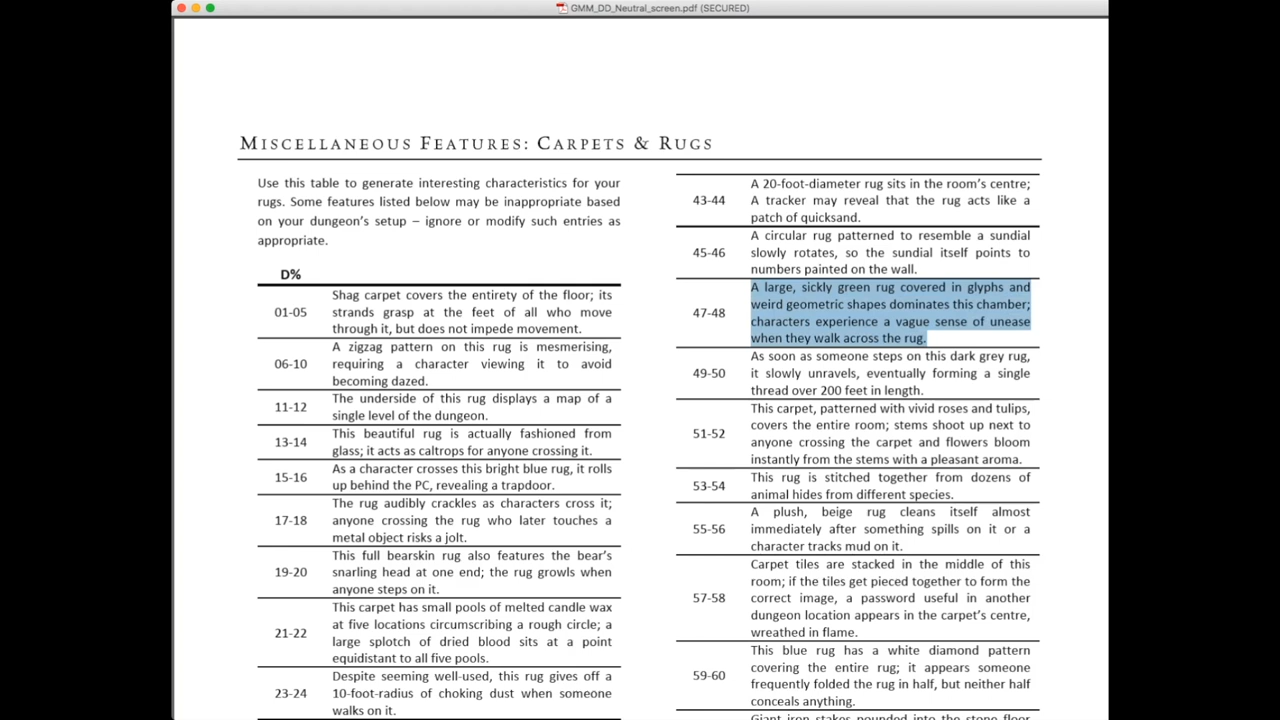 GMM_DD_Neutral_screen.pdf (SECURED)
Miscellaneous Features: Carpets & Rugs
Use this table to generate interesting characteristics for your
rugs. Some features listed below may be inappropriate based
on your dungeon's setup – ignore or modify such entries as
appropriate.
D%
01-05
Shag carpet covers the entirety of the floor; its
strands grasp at the feet of all who move
through it, but does not impede movement.
06-10
A zigzag pattern on this rug is mesmerising,
requiring a character viewing it to avoid
becoming dazed.
11-12
The underside of this rug displays a map of a
single level of the dungeon.
13-14
This beautiful rug is actually fashioned from
glass; it acts as caltrops for anyone crossing it.
15-16
As a character crosses this bright blue rug, it rolls
up behind the PC, revealing a trapdoor.
17-18
The rug audibly crackles as characters cross it;
anyone crossing the rug who later touches a
metal object risks a jolt.
19-20
This full bearskin rug also features the bear's
snarling head at one end; the rug growls when
anyone steps on it.
21-22
This carpet has small pools of melted candle wax
at five locations circumscribing a rough circle; a
large splotch of dried blood sits at a point
equidistant to all five pools.
23-24
Despite seeming well-used, this rug gives off a
10-foot-radius of choking dust when someone
walks on it.
43-44
A 20-foot-diameter rug sits in the room's centre;
A tracker may reveal that the rug acts like a
patch of quicksand.
45-46
A circular rug patterned to resemble a sundial
slowly rotates, so the sundial itself points to
numbers painted on the wall.
47-48
A large, sickly green rug covered in glyphs and
weird geometric shapes dominates this chamber;
characters experience a vague sense of unease
when they walk across the rug.
49-50
As soon as someone steps on this dark grey rug,
it slowly unravels, eventually forming a single
thread over 200 feet in length.
51-52
This carpet, patterned with vivid roses and tulips,
covers the entire room; stems shoot up next to
anyone crossing the carpet and flowers bloom
instantly from the stems with a pleasant aroma.
53-54
This rug is stitched together from dozens of
animal hides from different species.
55-56
A plush, beige rug cleans itself almost
immediately after something spills on it or a
character tracks mud on it.
57-58
Carpet tiles are stacked in the middle of this
room; if the tiles get pieced together to form the
correct image, a password useful in another
dungeon location appears in the carpet's centre,
wreathed in flame.
59-60
This blue rug has a white diamond pattern
covering the entire rug; it appears someone
frequently folded the rug in half, but neither half
conceals anything.
Giant iron stakes pounded into the stone floor